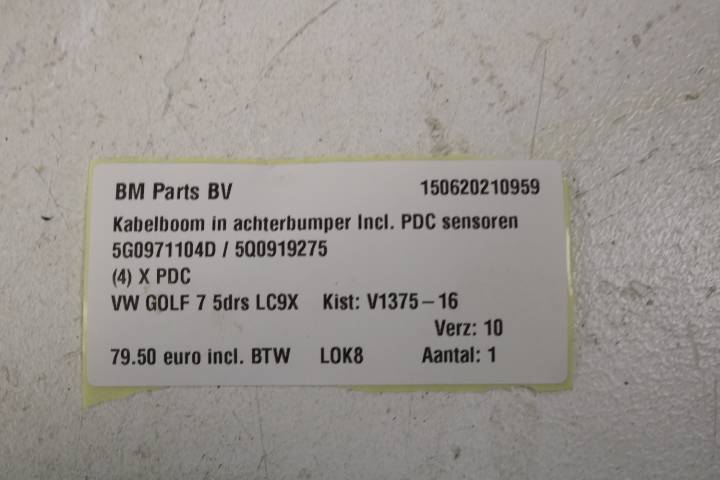 BM Parts BV 150620210959
Kabelboom in achterbumper Incl. PDC sensoren
5G0971104D / 5Q0919275
(4) X PDC
VW GOLF 7 5drs LC9X Kist: V1375-16
Verz: 10
79.50 euro incl. BTW LOK8 Aantal: 1